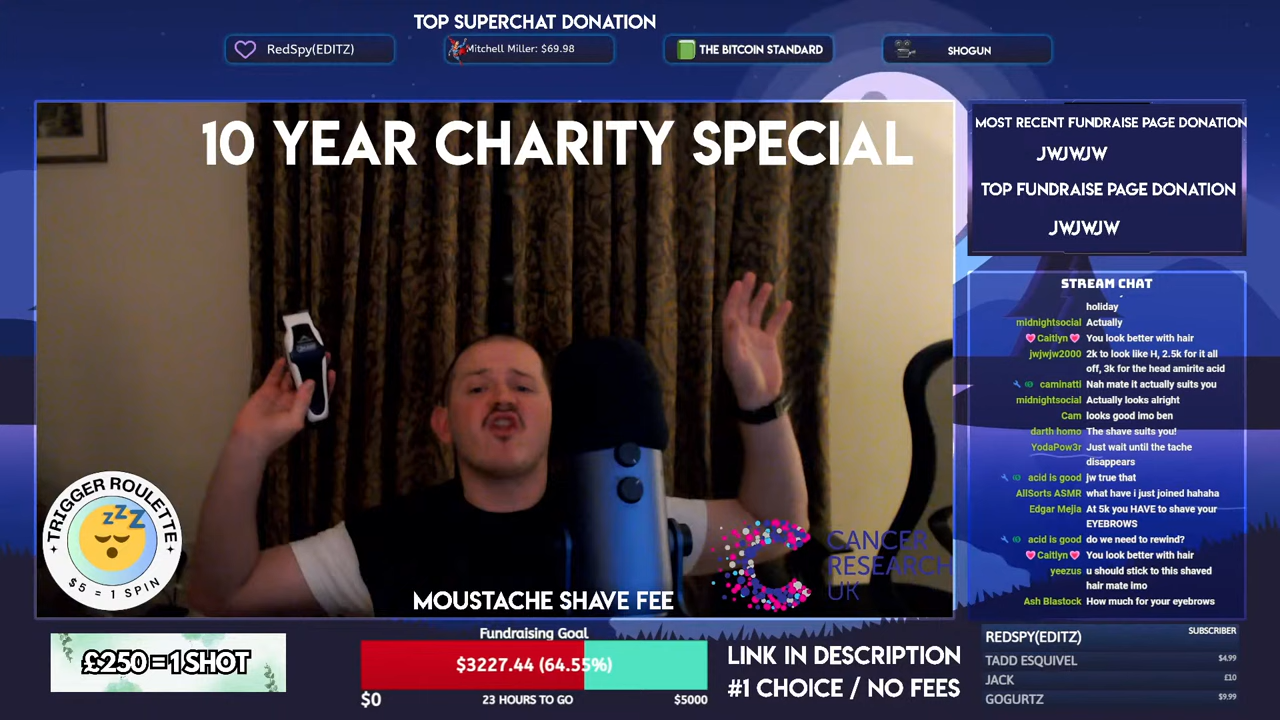 TOP SUPERCHAT DONATION
RedSpy(EDITZ)
Mitchell Miller: $69.98
THE BITCOIN STANDARD
SHOGUN
10 YEAR CHARITY SPECIAL
MOST RECENT FUNDRAISE PAGE DONATION
JWJWJW
TOP FUNDRAISE PAGE DONATION
JWJWJW
STREAM CHAT
holiday
midnightsocial Actually
Caitlyn You look better with hair
jwjwjw2000 2k to look like H, 2.5k for it all
off, 3k for the head amirite acid
caminatti Nah mate it actually suits you
midnightsocial Actually looks alright
Cam looks good imo ben
darth homo The shave suits you!
YodaPow3r Just wait until the tache
disappears
acid is good jw true that
AllSorts ASMR what have i just joined hahaha
Edgar Mejia At 5k you HAVE to shave your
EYEBROWS
acid is good do we need to rewind?
Caitlyn You look better with hair
yeezus u should stick to this shaved
hair mate imo
Ash Blastock How much for your eyebrows
TRIGGER ROULETTE
zzz
$5 = 1 SPIN
CANCER
RESEARCH
UK
MOUSTACHE SHAVE FEE
£250 = 1 SHOT
Fundraising Goal
$3227.44 (64.55%)
$0
23 HOURS TO GO
$5000
LINK IN DESCRIPTION
#1 CHOICE / NO FEES
REDSPY(EDITZ) SUBSCRIBER
TADD ESQUIVEL $4.99
JACK £10
GOGURTZ $9.99